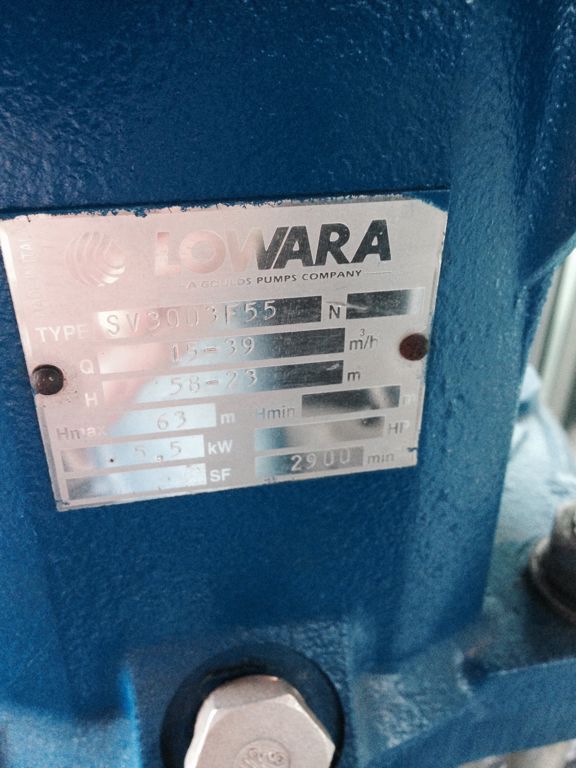 LOWARA
A GOULDS PUMPS COMPANY
TYPE SV3003F55 N
Q 15-39 m³/h
H 58-23 m
Hmax 63 m Hmin m
5,5 kW HP
SF 2900 min